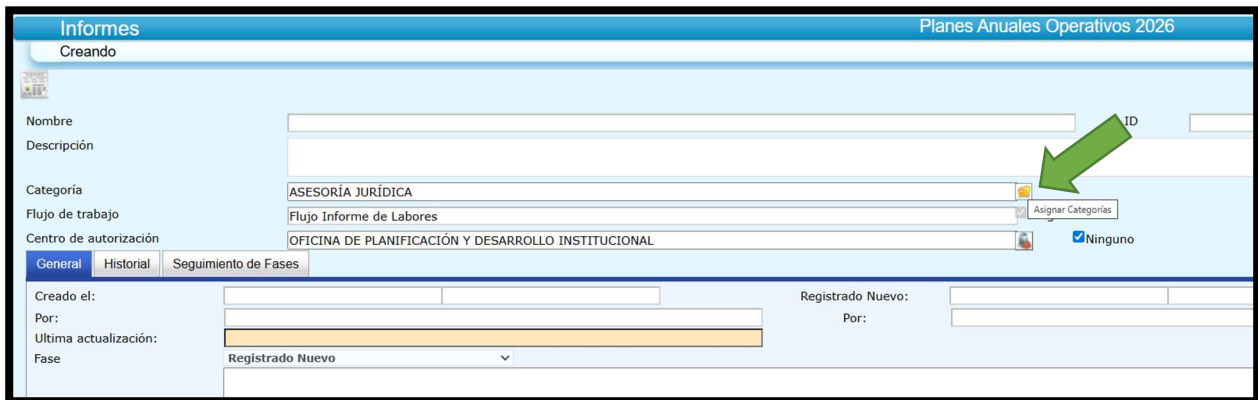 Informes Planes Anuales Operativos 2026
Creando
Nombre ID
Descripción
Categoría ASESORÍA JURÍDICA
Asignar Categorías
Flujo de trabajo Flujo Informe de Labores
Centro de autorización OFICINA DE PLANIFICACIÓN Y DESARROLLO INSTITUCIONAL Ninguno
General Historial Seguimiento de Fases
Creado el: Registrado Nuevo:
Por: Por:
Ultima actualización:
Fase Registrado Nuevo